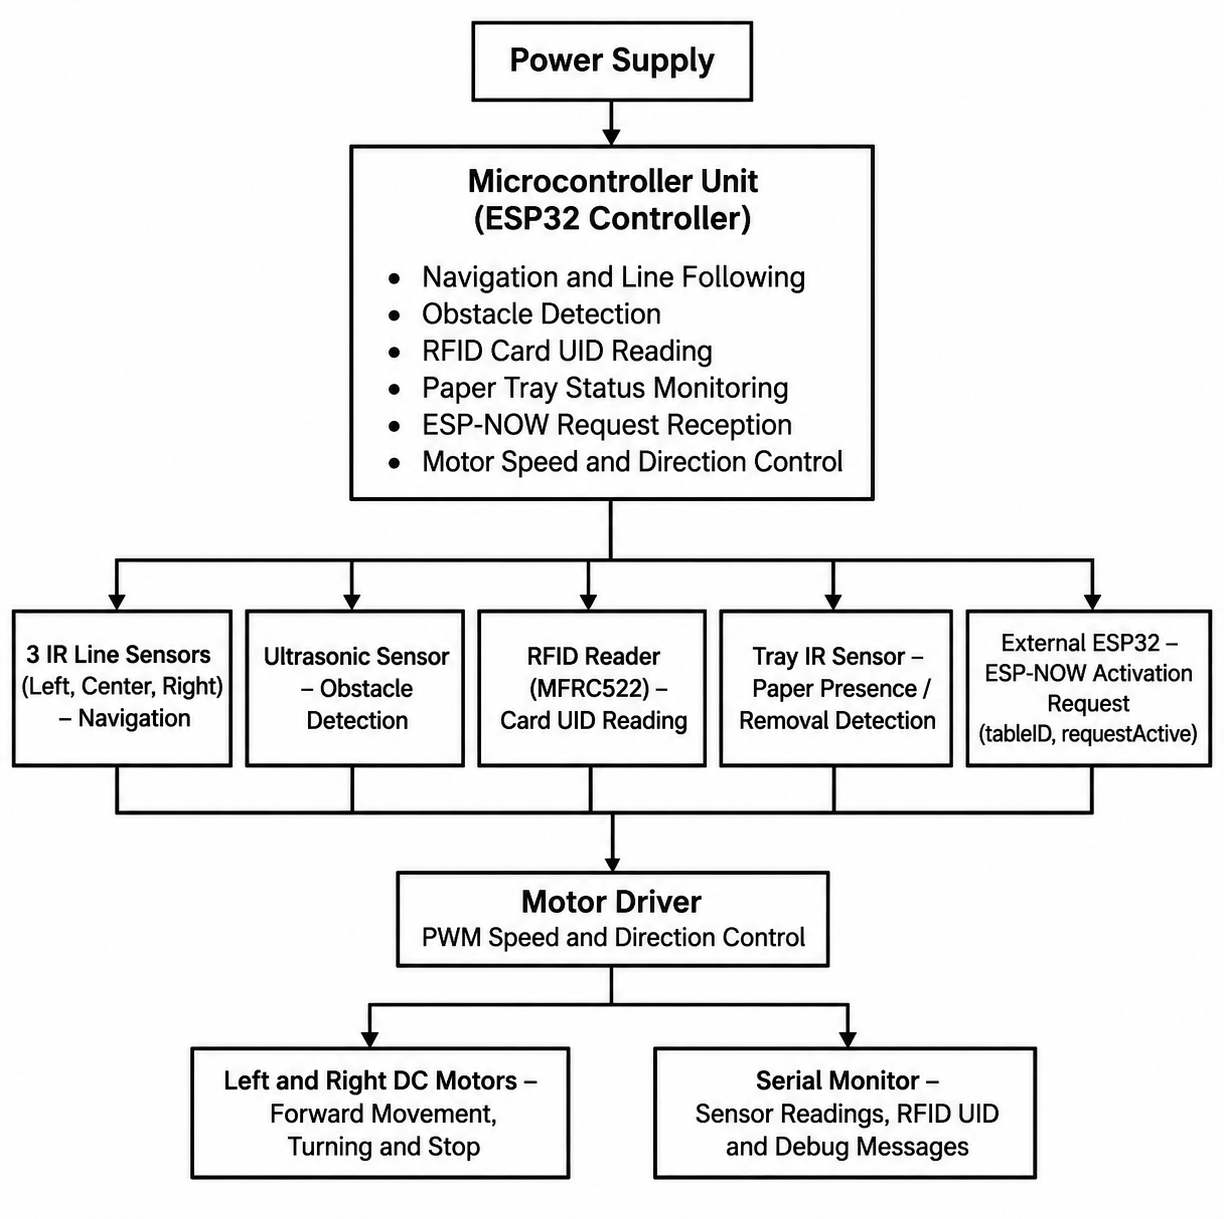 Power Supply
Microcontroller Unit
(ESP32 Controller)
• Navigation and Line Following
• Obstacle Detection
• RFID Card UID Reading
• Paper Tray Status Monitoring
• ESP-NOW Request Reception
• Motor Speed and Direction Control
3 IR Line Sensors
(Left, Center, Right)
– Navigation
Ultrasonic Sensor
– Obstacle
Detection
RFID Reader
(MFRC522) –
Card UID Reading
Tray IR Sensor –
Paper Presence /
Removal Detection
External ESP32 –
ESP-NOW Activation
Request
(tableID, requestActive)
Motor Driver
PWM Speed and Direction Control
Left and Right DC Motors –
Forward Movement,
Turning and Stop
Serial Monitor –
Sensor Readings, RFID UID
and Debug Messages